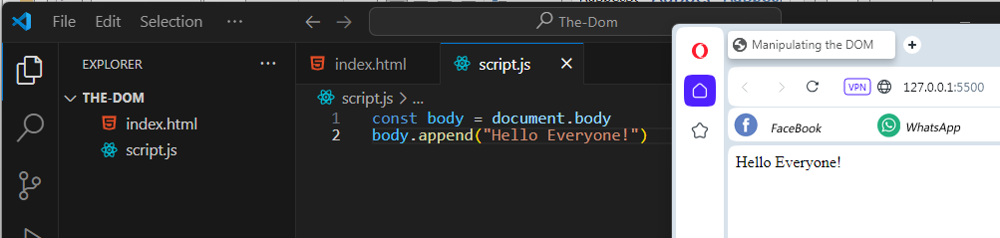 File Edit Selection ... The-Dom
EXPLORER ...
THE-DOM
index.html
script.js
index.html script.js
script.js > ...
1 const body = document.body
2 body.append("Hello Everyone!")
Manipulating the DOM
VPN 127.0.0.1:5500
FaceBook WhatsApp
Hello Everyone!